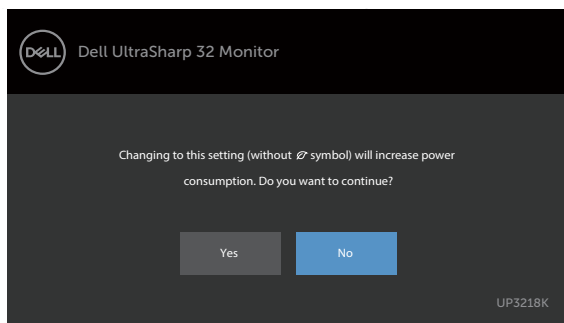 DELL
Dell UltraSharp 32 Monitor
Changing to this setting (without symbol) will increase power
consumption. Do you want to continue?
Yes
No
UP3218K